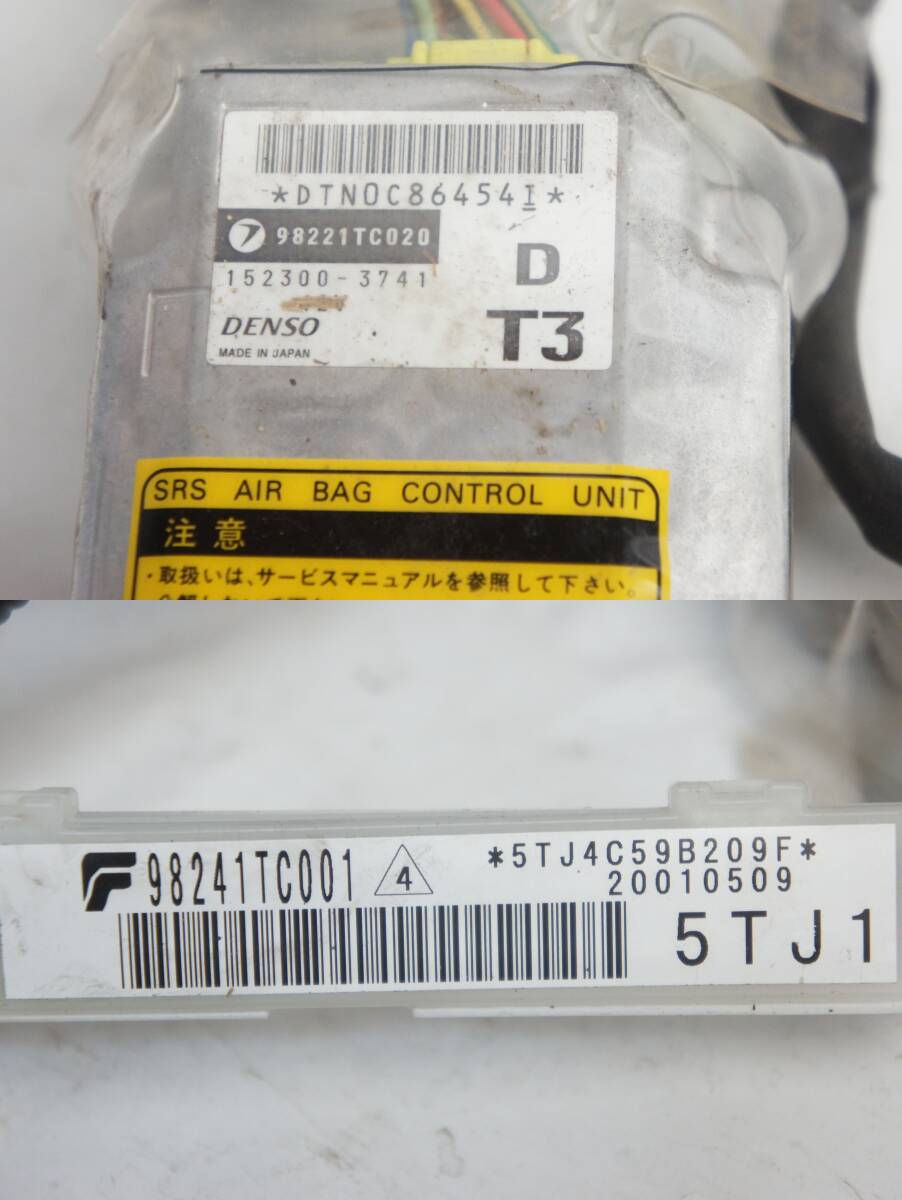 *DTN0C86454I*
98221TC020
152300-3741
D
DENSO
T3
MADE IN JAPAN
SRS AIR BAG CONTROL UNIT
注意
・取扱いは、サービスマニュアルを参照して下さい。
98241TC001 4
*5TJ4C59B209F*
20010509
5TJ1